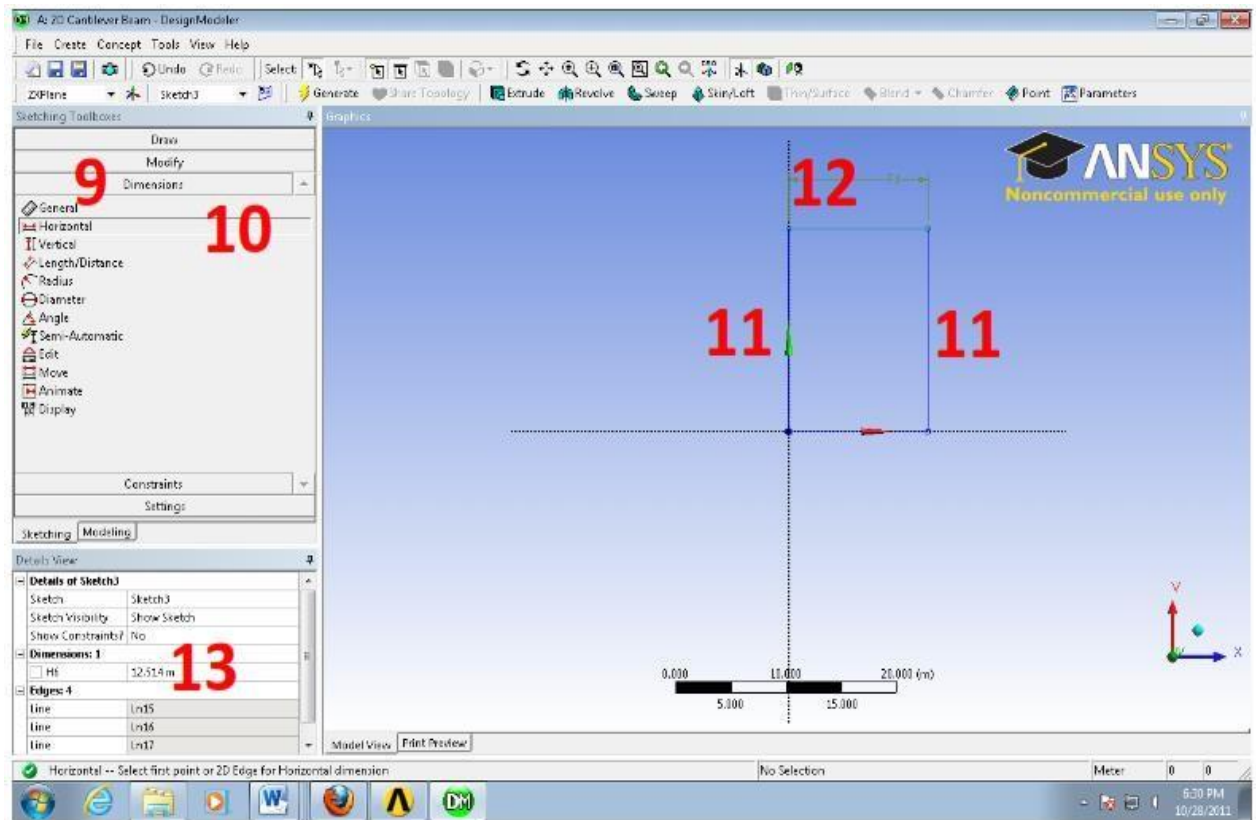 A: 2D Cantilever Beam - DesignModeler
File Create Concept Tools View Help
Undo Redo Select:
ZXPlane Sketch3 Generate Share Topology Extrude Revolve Sweep Skin/Loft Thin/Surface Blend Chamfer Point Parameters
Sketching Toolboxes
Draw
Modify
9
Dimensions
General
10
Horizontal
Vertical
Length/Distance
Radius
Diameter
Angle
Semi-Automatic
Edit
Move
Animate
Display
Constraints
Settings
Sketching Modeling
Details View
Details of Sketch3
Sketch Sketch3
Sketch Visibility Show Sketch
Show Constraints? No
Dimensions: 1
H6 12.514 m
13
Edges: 4
Line Ln15
Line Ln16
Line Ln17
Graphics
ANSYS
Noncommercial use only
12
11 11
X
0.000 10.000 20.000 (m)
5.000 15.000
Model View Print Preview
Horizontal -- Select first point or 2D Edge for Horizontal dimension No Selection Meter 0 0
W DM
6:30 PM
10/28/2011